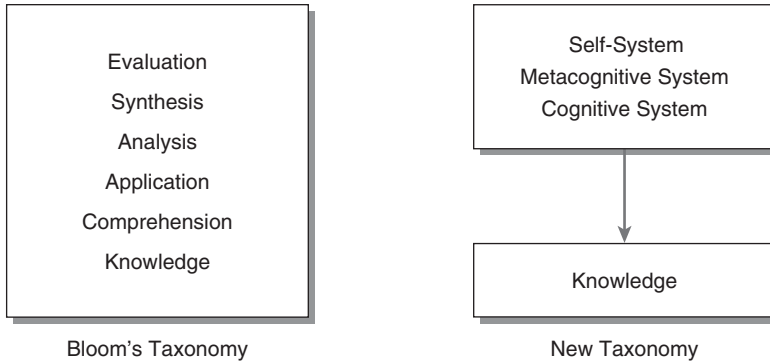 Evaluation
Synthesis
Analysis
Application
Comprehension
Knowledge
Bloom's Taxonomy
Self-System
Metacognitive System
Cognitive System
Knowledge
New Taxonomy